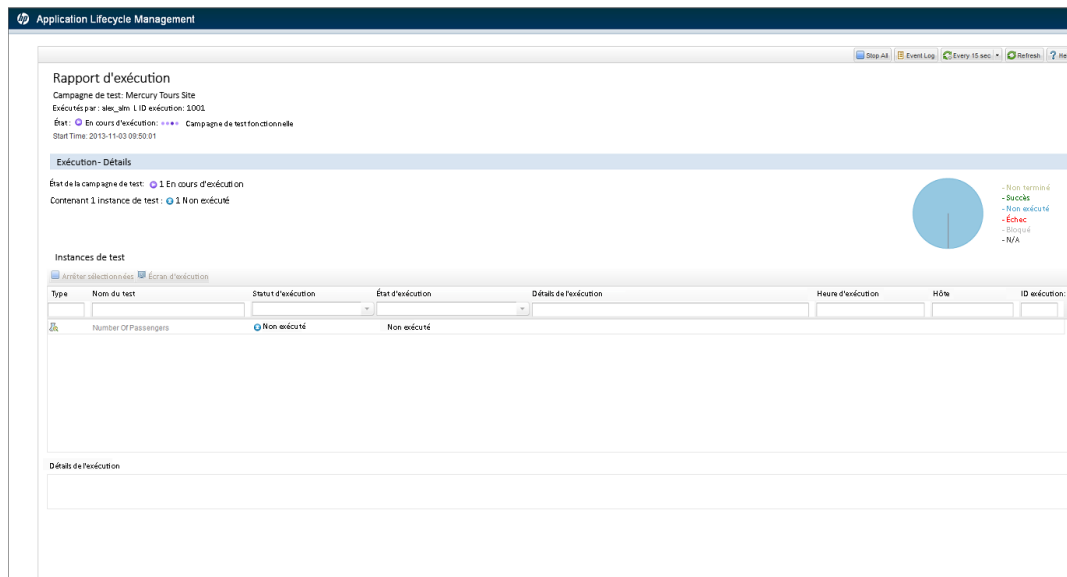 hp Application Lifecycle Management
Stop All Event Log Every 15 sec. Refresh ? He
Rapport d'exécution
Campagne de test: Mercury Tours Site
Exécutés par : alex_alm L ID exécution: 1001
État : En cours d'exécution: Campagne de test fonctionnelle
Start Time: 2013-11-03 09:50:01
Exécution- Détails
État de la campagne de test: 1 En cours d'exécution
Contenant 1 instance de test : 1 Non exécuté
- Non terminé
- Succès
- Non exécuté
- Échec
- Bloqué
- N/A
Instances de test
Arrêter sélectionnées Écran d'exécution
Type Nom du test Statut d'exécution État d'exécution Détails de l'exécution Heure d'exécution Hôte ID exécution:
Number Of Passengers Non exécuté Non exécuté
Détails de l'exécution